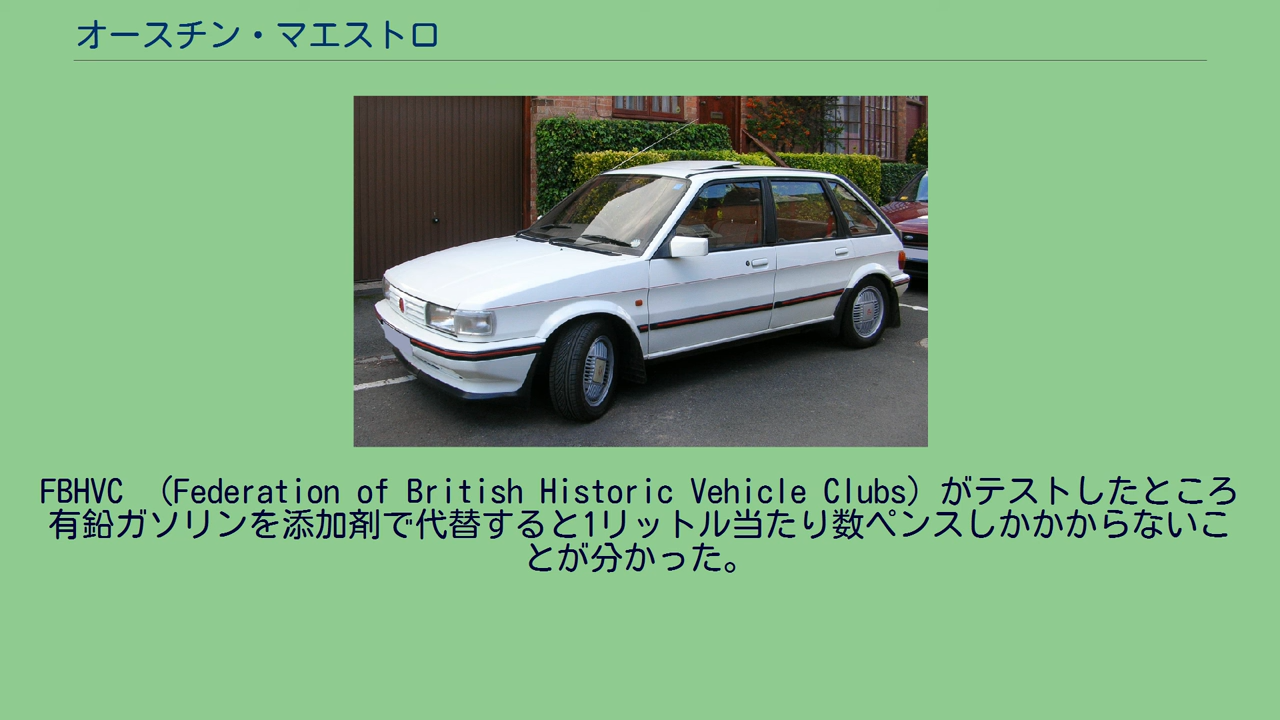 オースチン・マエストロ
FBHVC （Federation of British Historic Vehicle Clubs）がテストしたところ
有鉛ガソリンを添加剤で代替すると1リットル当たり数ペンスしかかからないこ
とが分かった。